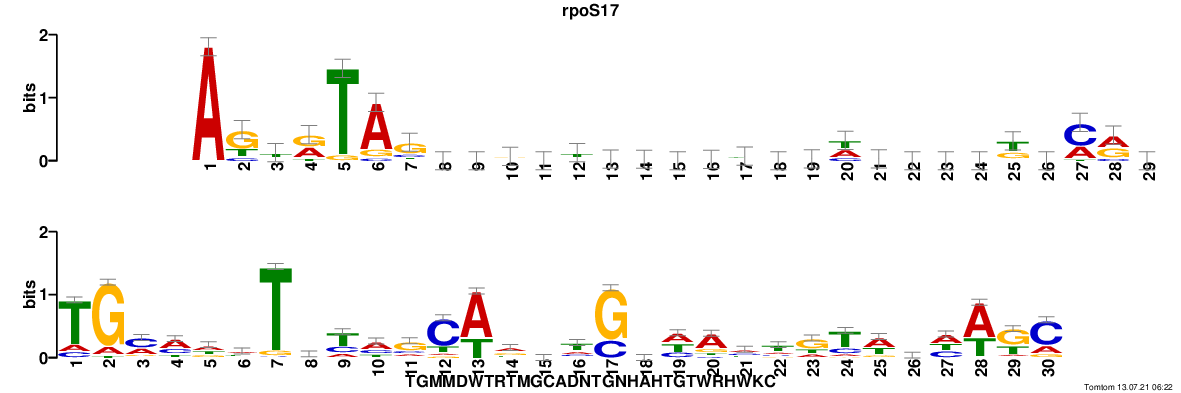 rpoS17
2
1
0
bits
1 2 3 4 5 6 7 8 9 10 11 12 13 14 15 16 17 18 19 20 21 22 23 24 25 26 27 28 29
2
1
0
bits
1 2 3 4 5 6 7 8 9 10 11 12 13 14 15 16 17 18 19 20 21 22 23 24 25 26 27 28 29 30
TGMMDWTRTMGCADNTGNHAHTGTWRHWKC
Tomtom 13.07.21 06:22